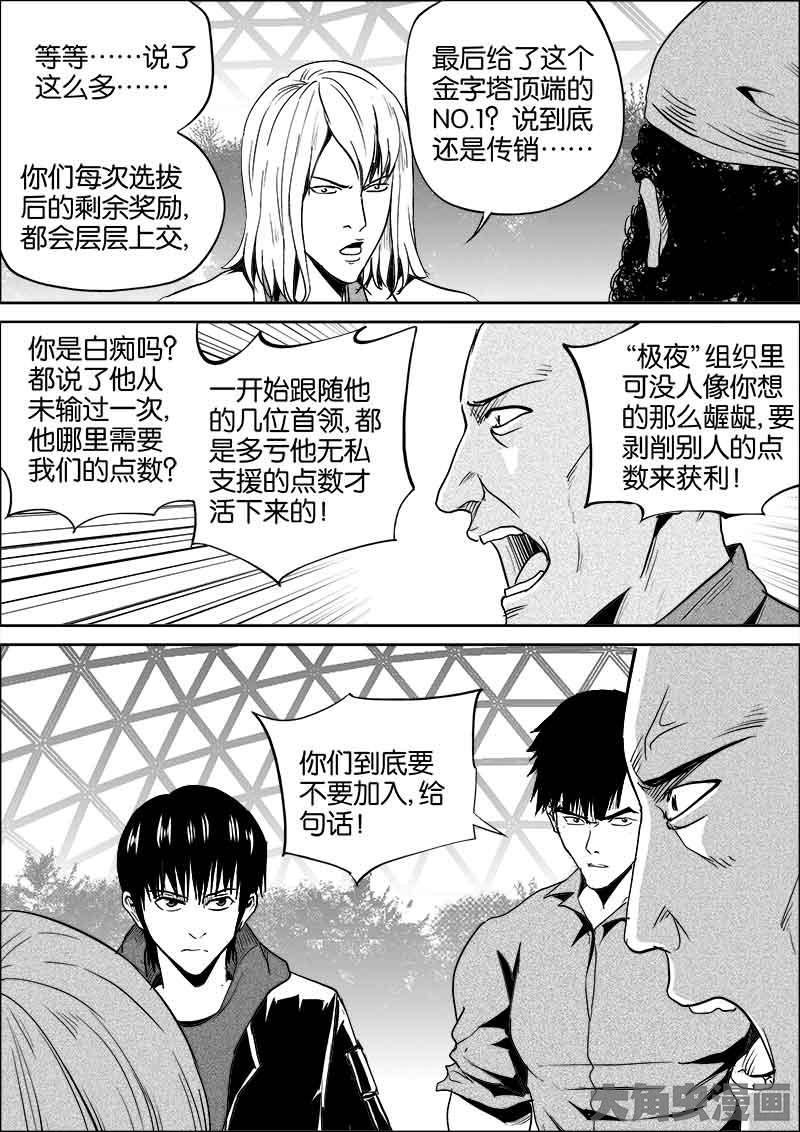 等等……说了
这么多……
你们每次选拔
后的剩余奖励,
都会层层上交,
最后给了这个
金字塔顶端的
NO.1？说到底
还是传销……
你是白痴吗？
都说了他从
未输过一次,
他哪里需要
我们的点数？
一开始跟随他
的几位首领,都
是多亏他无私
支援的点数才
活下来的！
“极夜”组织里
可没人像你想
的那么龌龊,要
剥削别人的点
数来获利！
你们到底要
不要加入,给
句话！
大角虫漫画